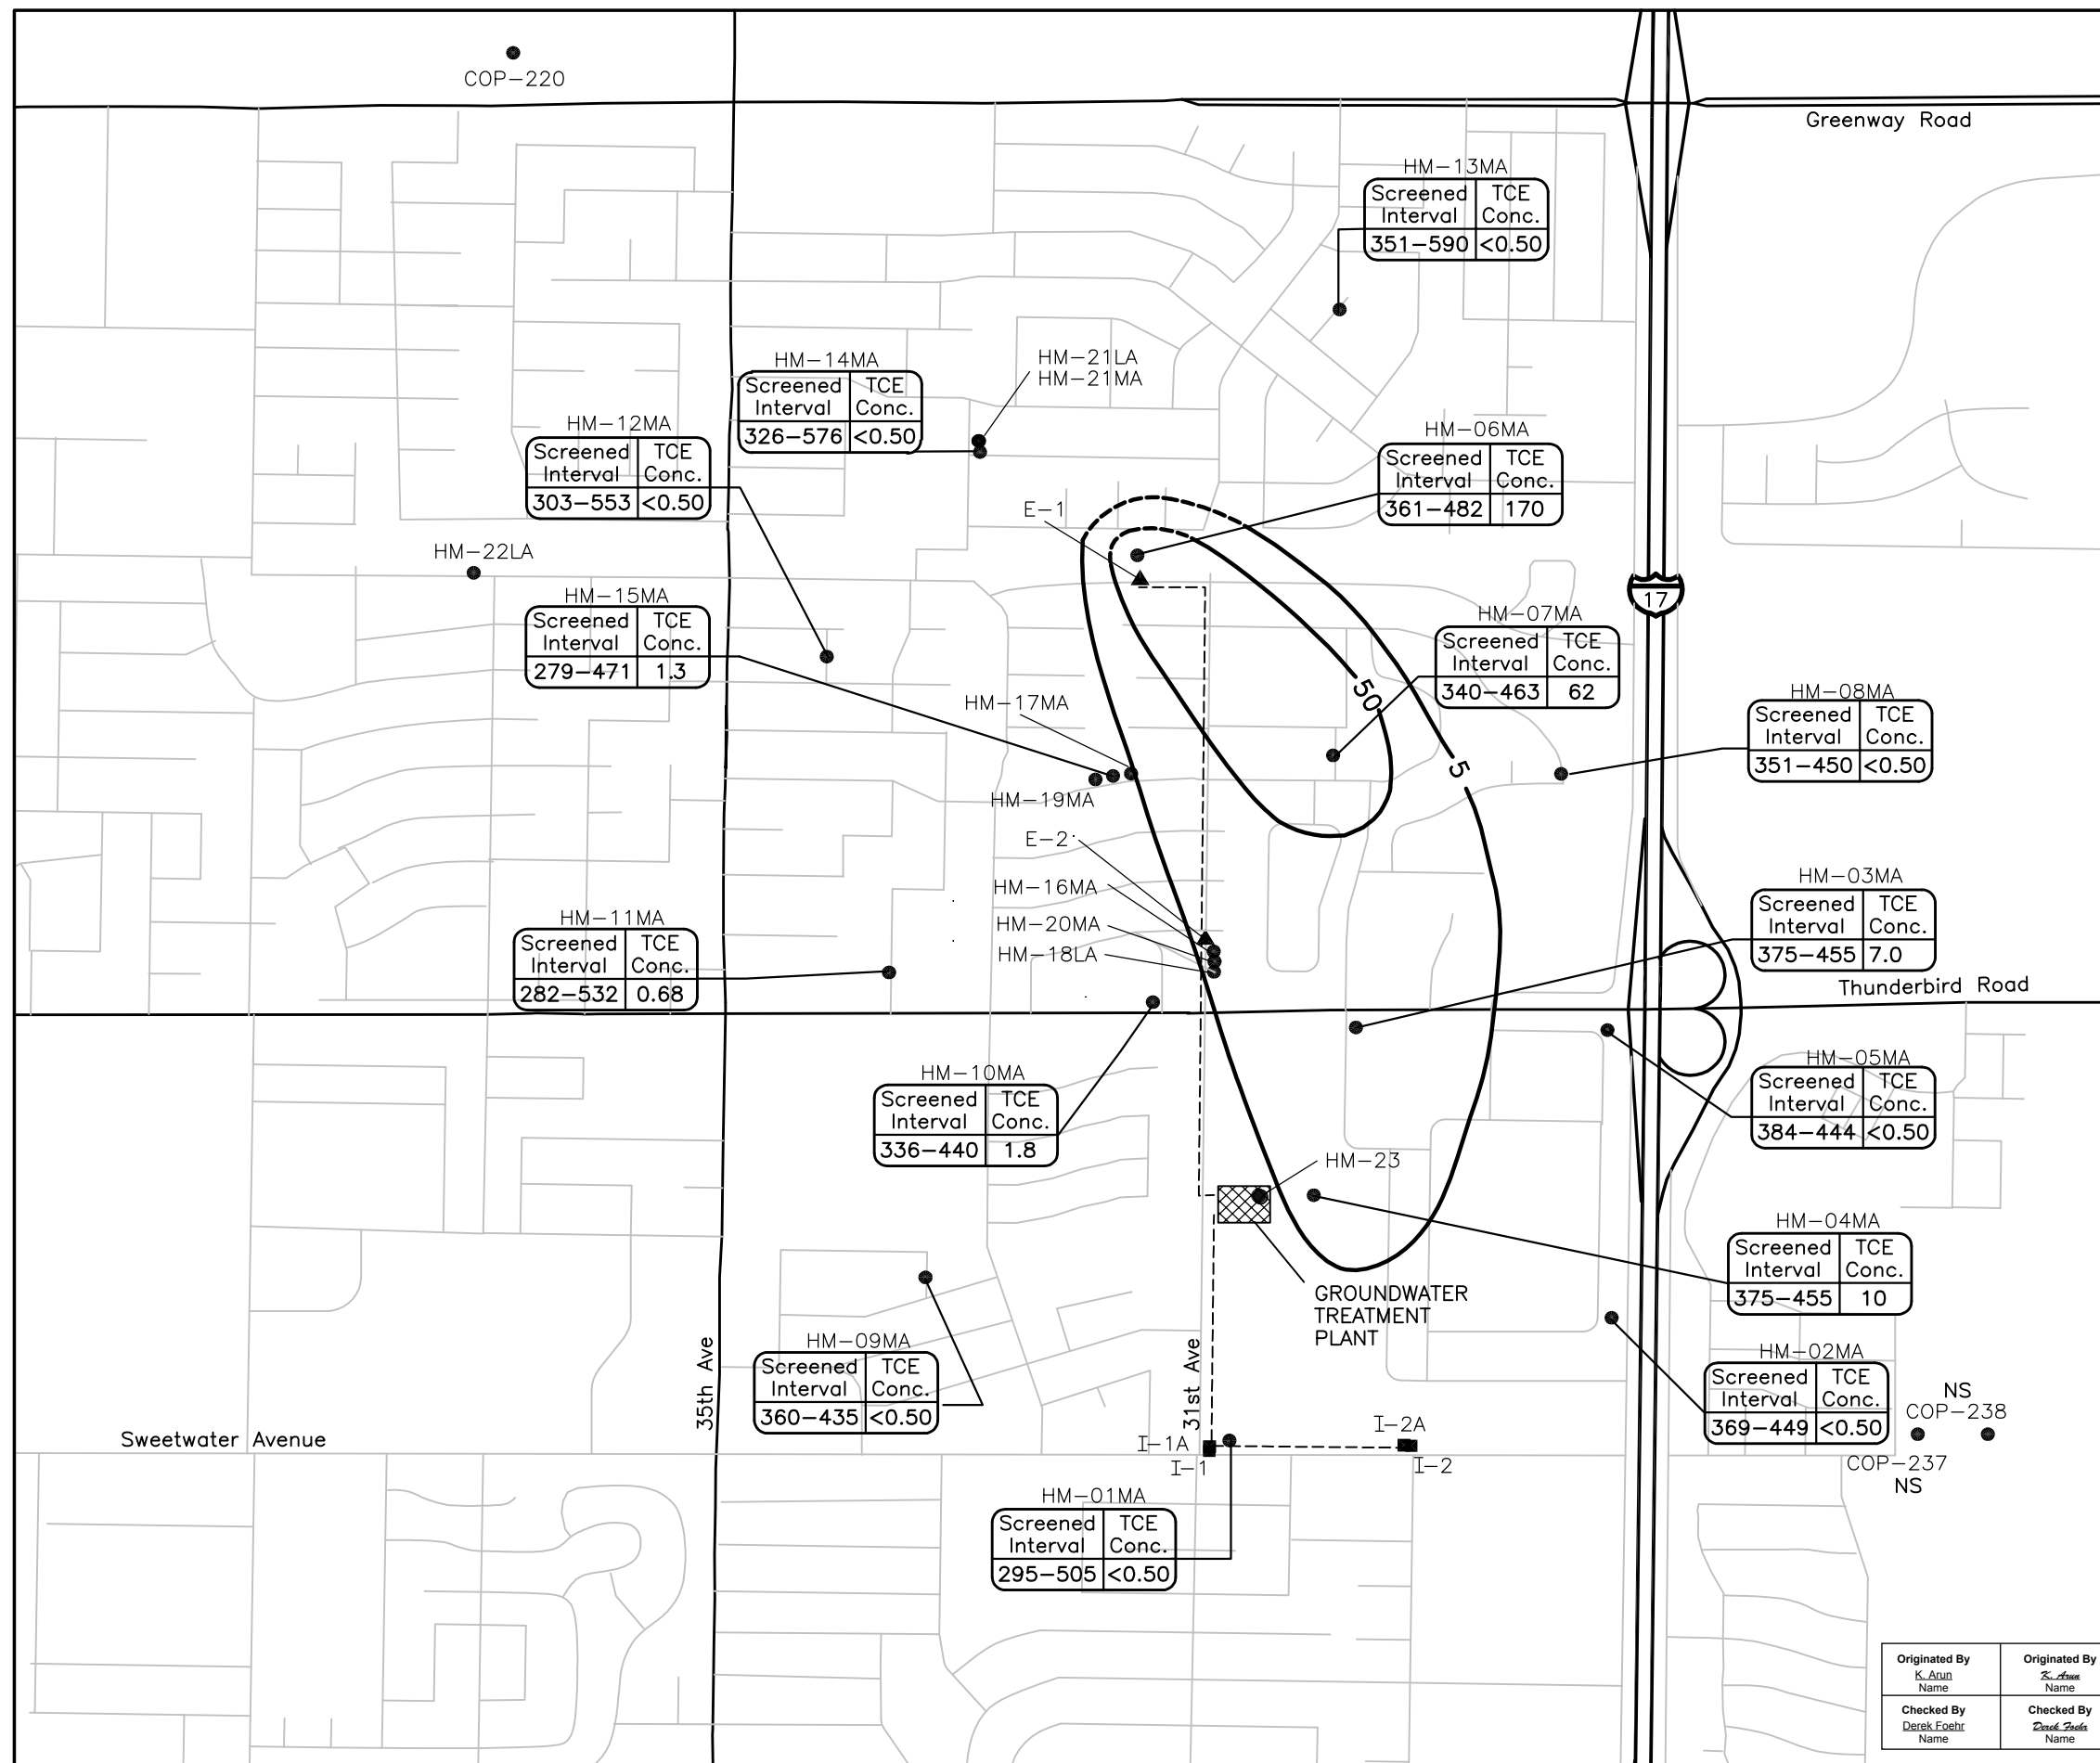 COP-220
Greenway Road
HM-13MA
Screened Interval TCE Conc.
351-590 <0.50
HM-14MA
Screened Interval TCE Conc.
326-576 <0.50
HM-21LA
HM-21MA
HM-12MA
Screened Interval TCE Conc.
303-553 <0.50
HM-06MA
Screened Interval TCE Conc.
361-482 170
E-1
HM-22LA
HM-15MA
Screened Interval TCE Conc.
279-471 1.3
17
HM-07MA
Screened Interval TCE Conc.
340-463 62
50
5
HM-17MA
HM-08MA
Screened Interval TCE Conc.
351-450 <0.50
HM-19MA
E-2
HM-16MA
HM-20MA
HM-18LA
HM-03MA
Screened Interval TCE Conc.
375-455 7.0
HM-11MA
Screened Interval TCE Conc.
282-532 0.68
Thunderbird Road
HM-05MA
Screened Interval TCE Conc.
384-444 <0.50
HM-10MA
Screened Interval TCE Conc.
336-440 1.8
HM-23
HM-04MA
Screened Interval TCE Conc.
375-455 10
GROUNDWATER
TREATMENT
PLANT
HM-09MA
Screened Interval TCE Conc.
360-435 <0.50
35th Ave
31st Ave
HM-02MA
Screened Interval TCE Conc.
369-449 <0.50
NS
COP-238
COP-237
NS
Sweetwater Avenue
I-1A
I-1
I-2A
I-2
HM-01MA
Screened Interval TCE Conc.
295-505 <0.50
Originated By Originated By
K. Arun K. Arun
Name Name
Checked By Checked By
Derek Foehr Derek Foehr
Name Name